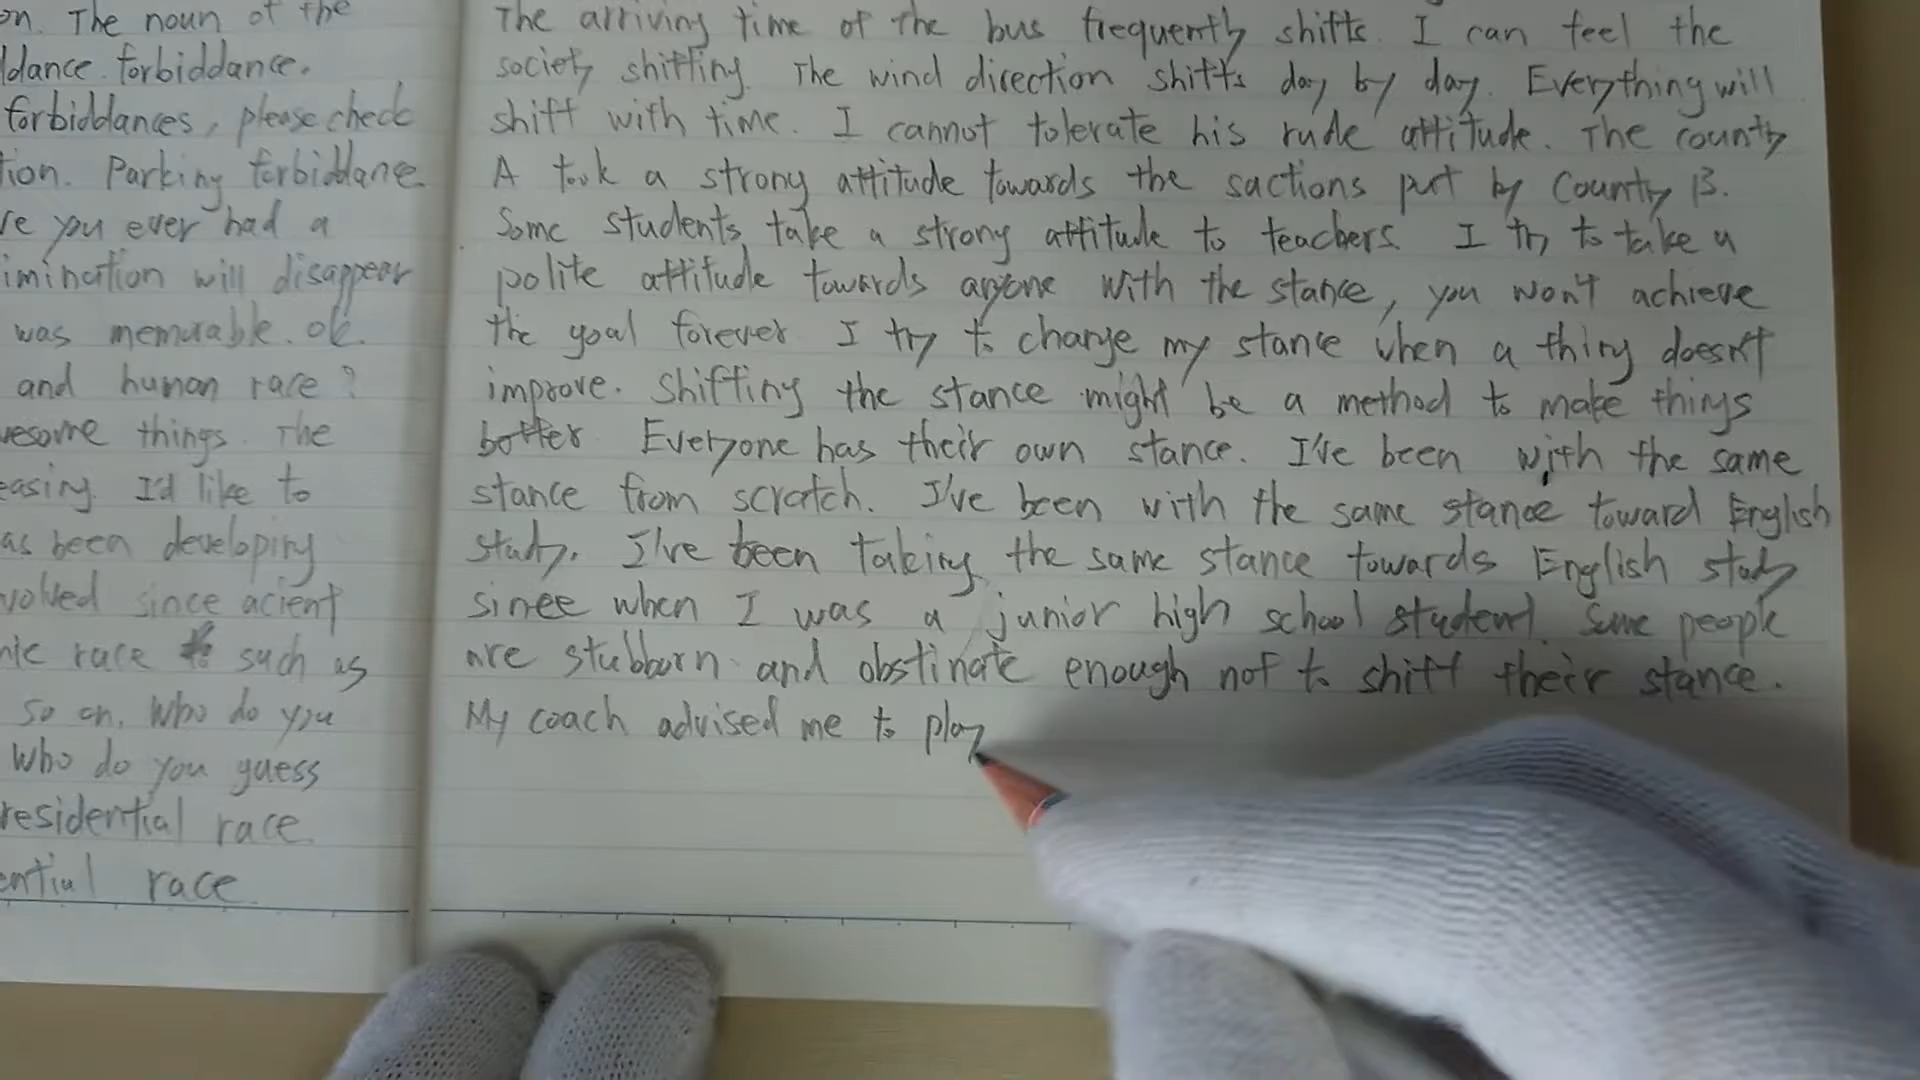 on. The noun of the
ddance. forbiddance.
forbiddances, please check
tion. Parking forbiddance
ve you ever had a
imination will disappear
was memorable. ok.
and human race?
wesome things. The
easing. I'd like to
as been developing
volved since acient
nic race such as
so on. Who do you
Who do you guess
residential race.
ential race.
The arriving time of the bus frequently shifts. I can feel the
society shifting. The wind direction shifts day by day. Everything will
shift with time. I cannot tolerate his rude attitude. The county
A took a strong attitude towards the sactions put by County B.
Some students take a strong attitude to teachers. I try to take a
polite attitude towards anyone with the stance, you won't achieve
the goal forever I try to change my stance when a thing doesn't
improve. Shifting the stance might be a method to make things
better Everyone has their own stance. I've been with the same
stance from scratch. I've been with the same stance toward English
study. I've been taking the same stance towards English study
since when I was a junior high school student. Some people
are stubborn and obstinate enough not to shift their stance.
My coach advised me to play